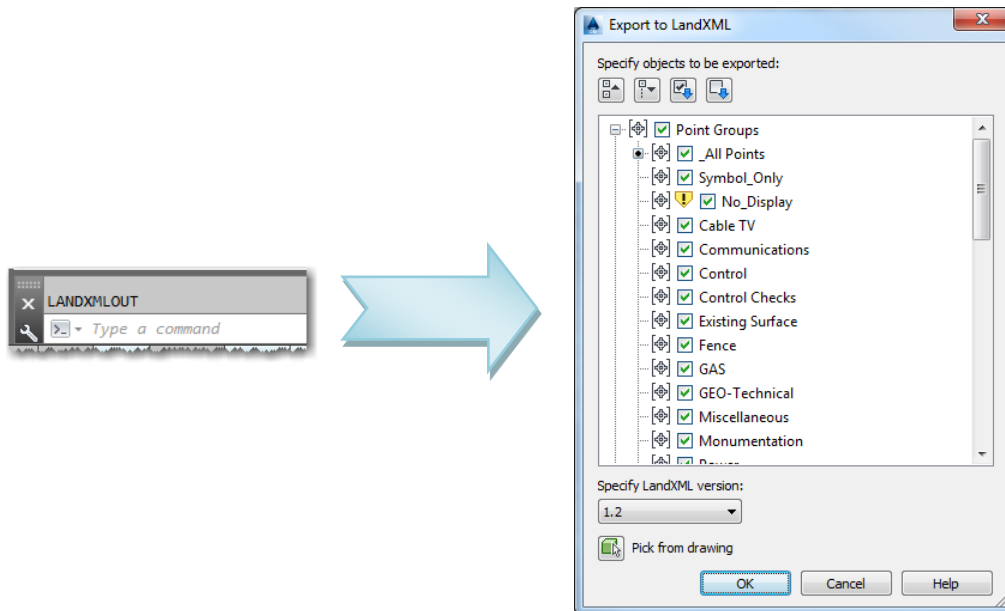 LANDXMLOUT
Type a command
Export to LandXML
Specify objects to be exported:
Point Groups
_All Points
Symbol_Only
No_Display
Cable TV
Communications
Control
Control Checks
Existing Surface
Fence
GAS
GEO-Technical
Miscellaneous
Monumentation
Specify LandXML version:
1.2
Pick from drawing
OK Cancel Help